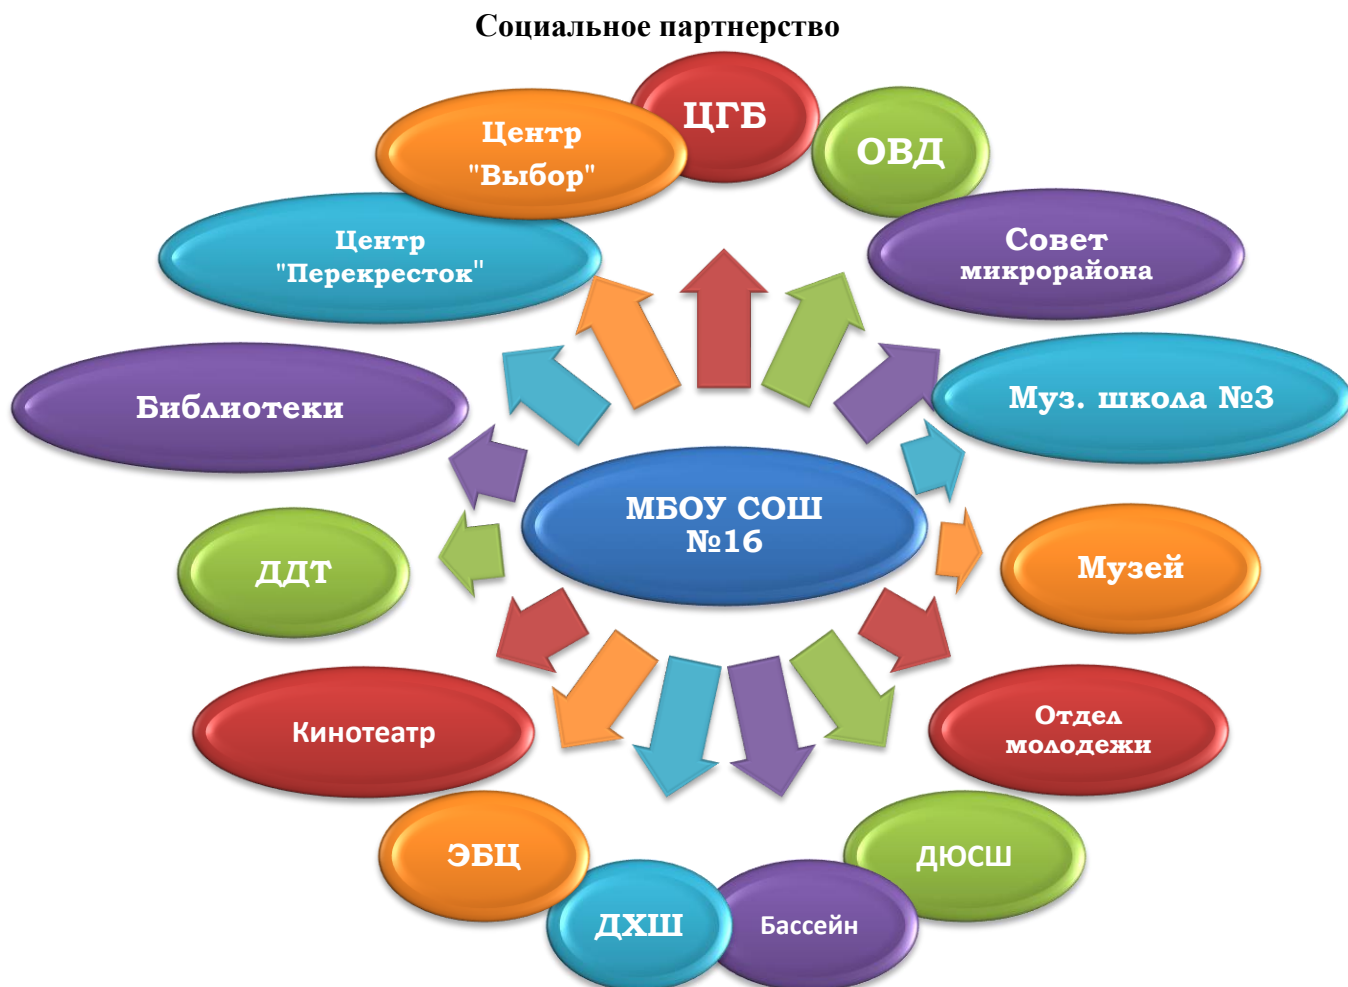 Социальное партнерство
ЦГБ
ОВД
Совет
микрорайона
Муз. школа №3
Музей
Отдел
молодежи
ДЮСШ
Бассейн
ДХШ
ЭБЦ
Кинотеатр
ДДТ
Библиотеки
Центр
"Перекресток"
Центр
"Выбор"
МБОУ СОШ
№16